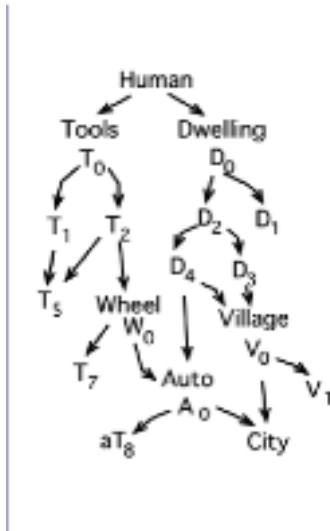 Human
Tools Dwelling
T0 D0
T1 T2 D2 D1
D4 D3
T5 Wheel Village
W0 V0
T7 Auto V1
A0
aT8 City